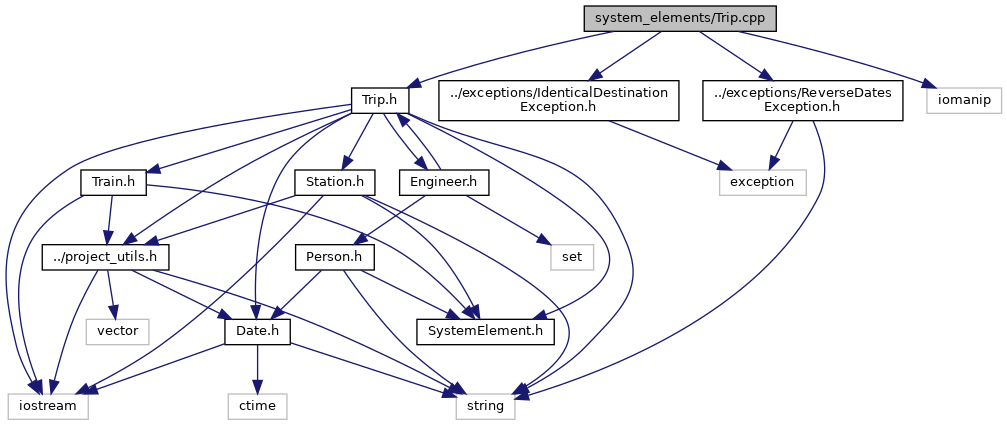 system_elements/Trip.cpp
Trip.h
../exceptions/IdenticalDestination
Exception.h
../exceptions/ReverseDates
Exception.h
iomanip
Train.h
Station.h
Engineer.h
exception
../project_utils.h
Person.h
set
vector
Date.h
SystemElement.h
iostream
ctime
string